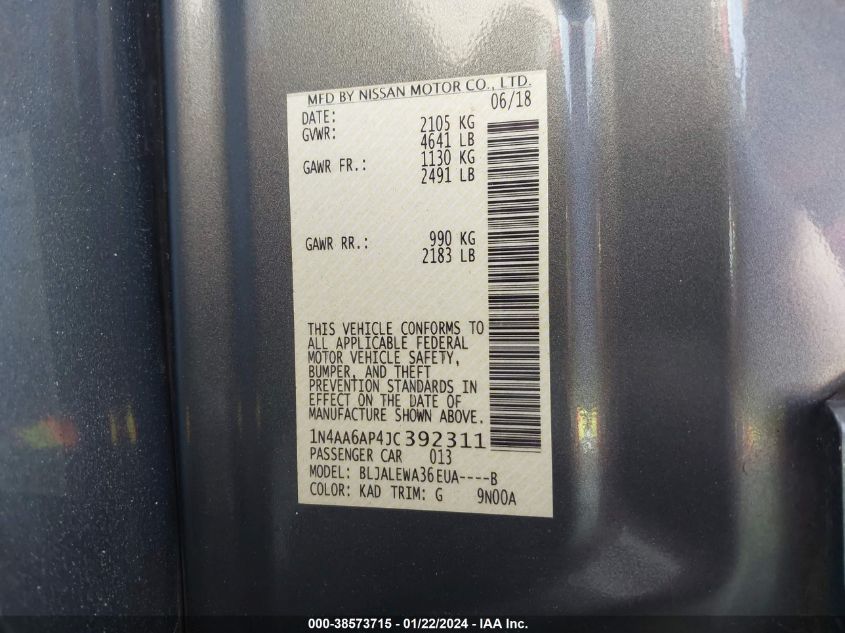 MFD BY NISSAN MOTOR CO., LTD.
DATE: 06/18
GVWR: 2105 KG
4641 LB
GAWR FR.: 1130 KG
2491 LB
GAWR RR.: 990 KG
2183 LB
THIS VEHICLE CONFORMS TO
ALL APPLICABLE FEDERAL
MOTOR VEHICLE SAFETY,
BUMPER, AND THEFT
PREVENTION STANDARDS IN
EFFECT ON THE DATE OF
MANUFACTURE SHOWN ABOVE.
1N4AA6AP4JC392311
PASSENGER CAR 013
MODEL: BLJALEWA36EUA----B
COLOR: KAD TRIM: G 9N00A
000-38573715 - 01/22/2024 - IAA Inc.